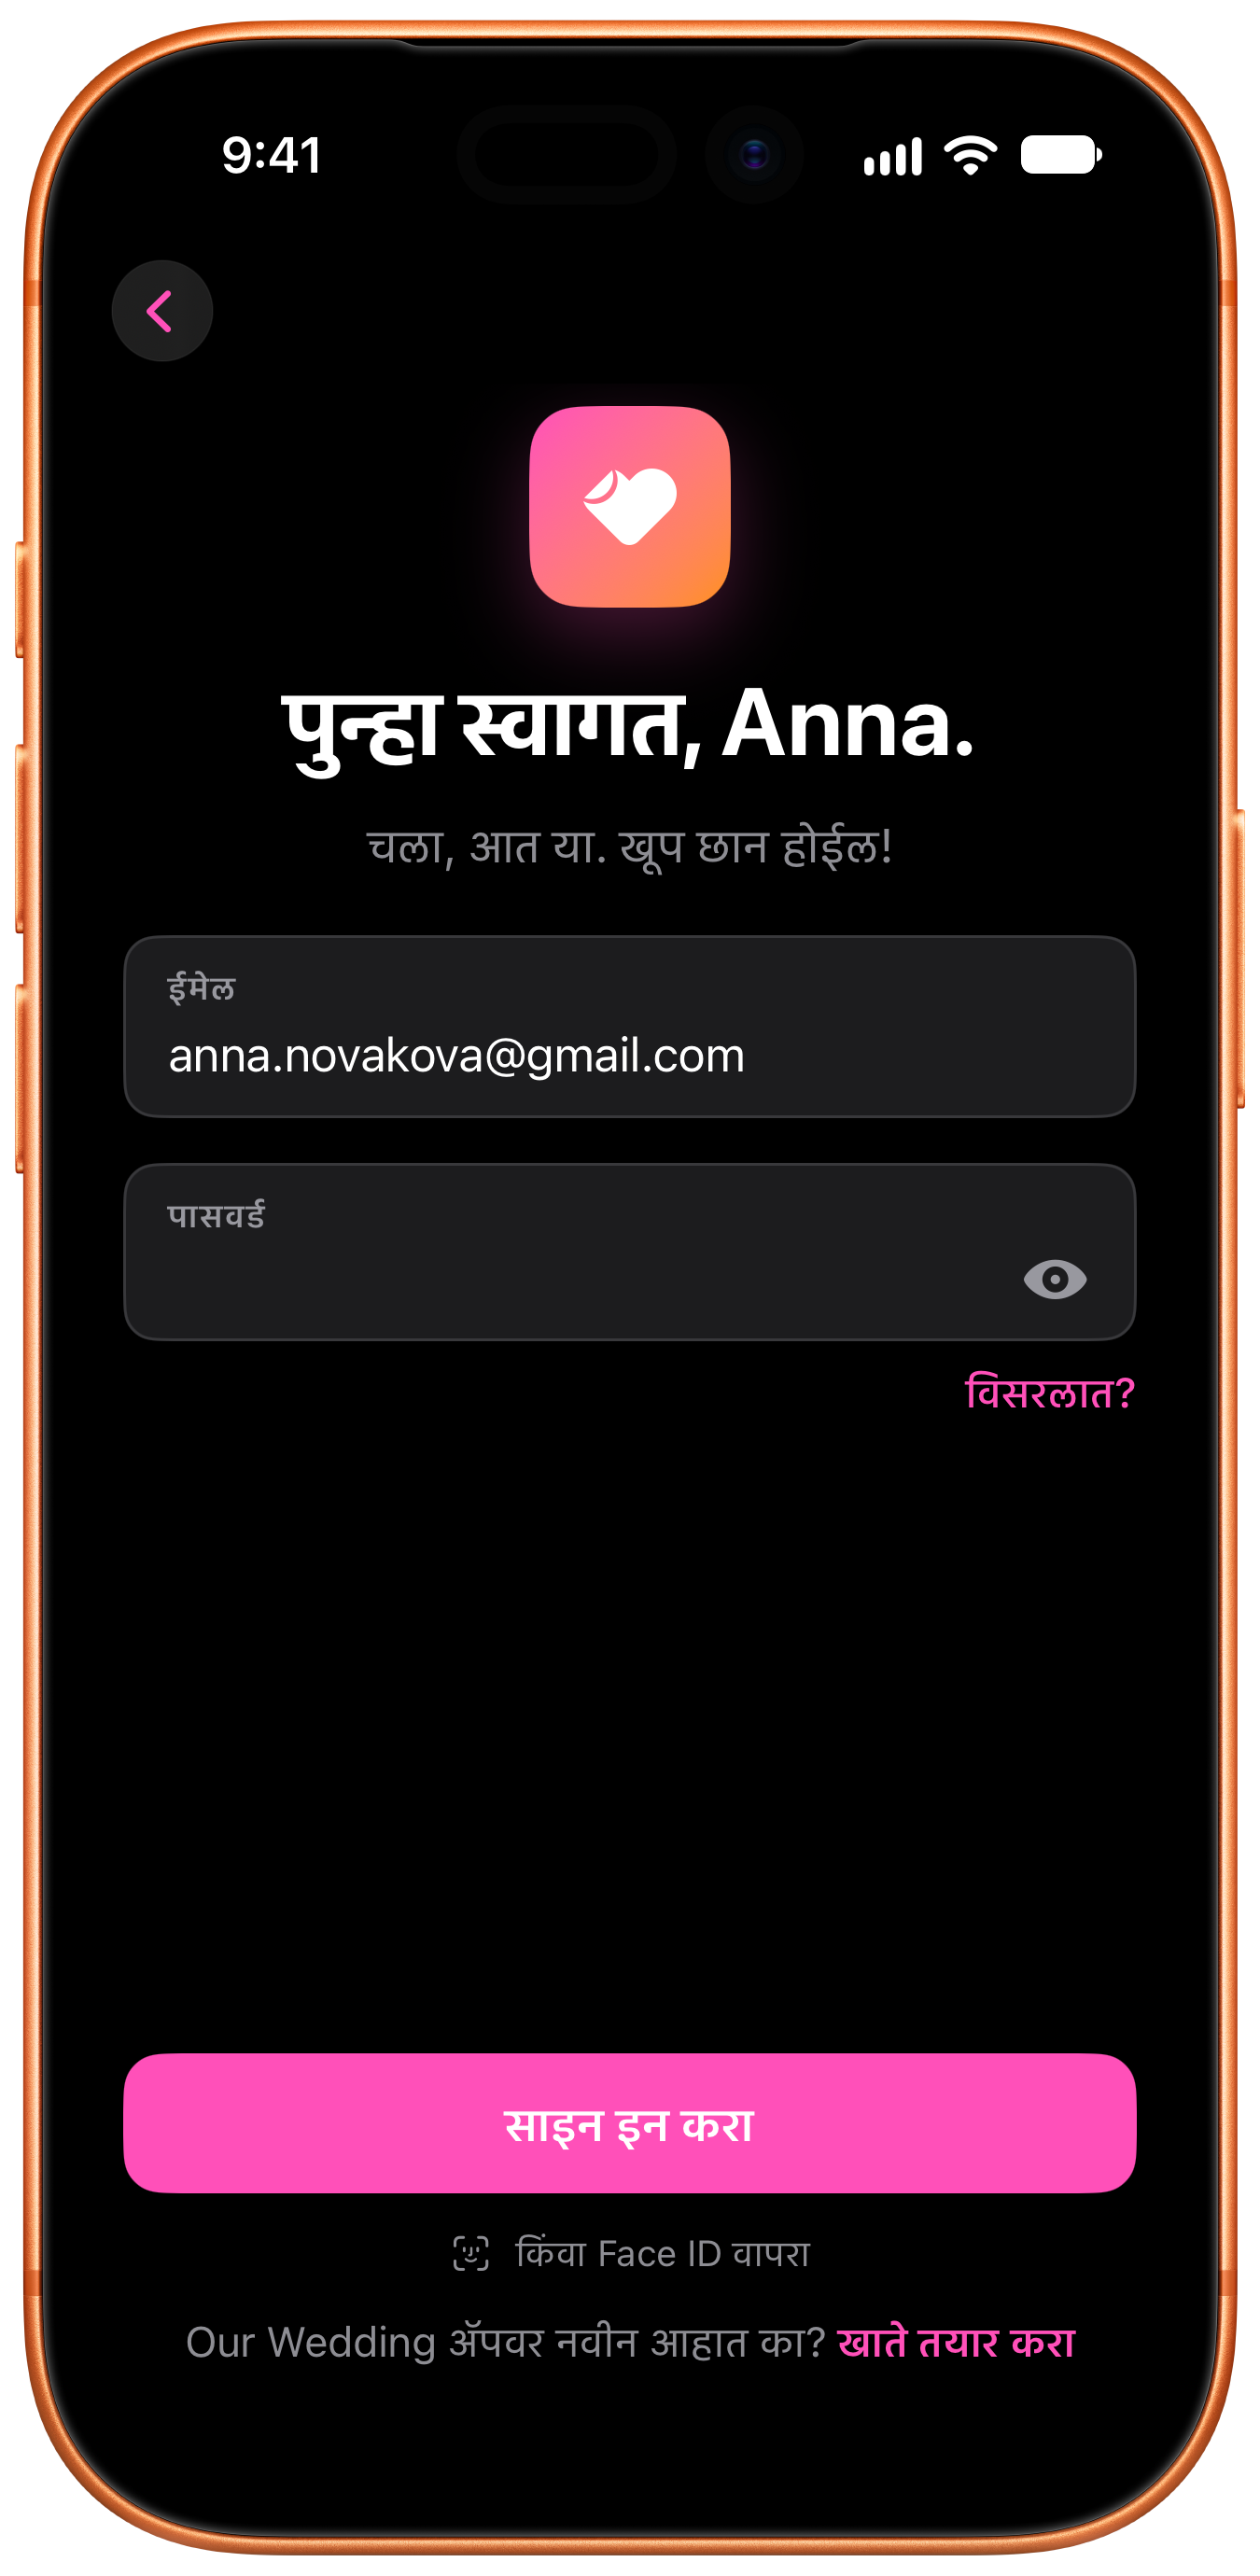 9:41
पुन्हा स्वागत, Anna.
चला, आत या. खूप छान होईल!
ईमेल
anna.novakova@gmail.com
पासवर्ड
विसरलात?
साइन इन करा
किंवा Face ID वापरा
Our Wedding ॲपवर नवीन आहात का? खाते तयार करा